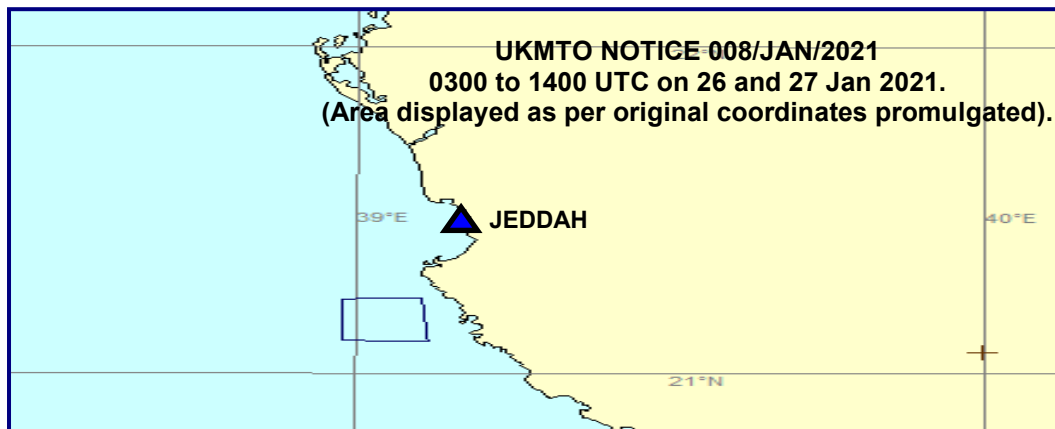 UKMTO NOTICE 008/JAN/2021
22°N
0300 to 1400 UTC on 26 and 27 Jan 2021.
(Area displayed as per original coordinates promulgated).
39°E
JEDDAH
40°E
21°N